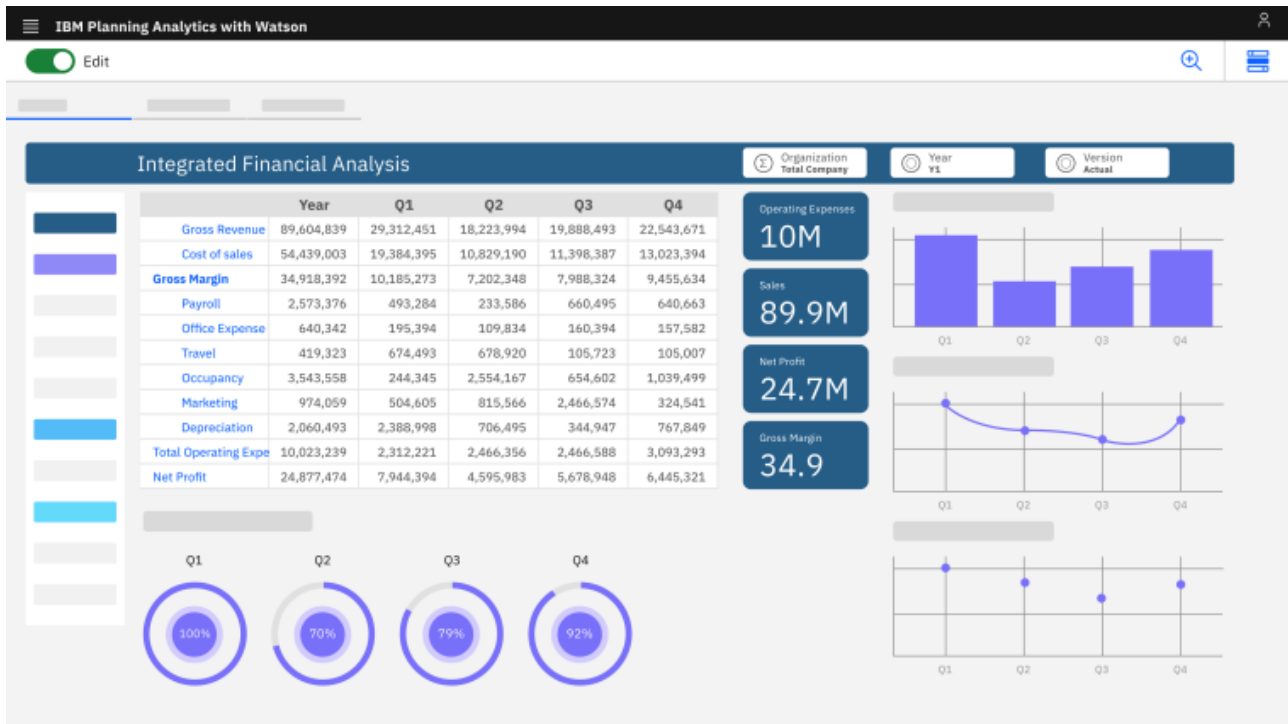 IBM Planning Analytics with Watson
Edit
Integrated Financial Analysis
Organization
Total Company
Year
Y1
Version
Actual
Year Q1 Q2 Q3 Q4
Gross Revenue 89,604,839 29,312,451 18,223,994 19,888,493 22,543,671
Cost of sales 54,439,003 19,384,395 10,829,190 11,398,387 13,023,394
Gross Margin 34,918,392 10,185,273 7,202,348 7,988,324 9,455,634
Payroll 2,573,376 493,284 233,586 660,495 640,663
Office Expense 640,342 195,394 109,834 160,394 157,582
Travel 419,323 674,493 678,920 105,723 105,007
Occupancy 3,543,558 244,345 2,554,167 654,602 1,039,499
Marketing 974,059 504,605 815,566 2,466,574 324,541
Depreciation 2,060,493 2,388,998 706,495 344,947 767,849
Total Operating Expe 10,023,239 2,312,221 2,466,356 2,466,588 3,093,293
Net Profit 24,877,474 7,944,394 4,595,983 5,678,948 6,445,321
Operating Expenses
10M
Sales
89.9M
Net Profit
24.7M
Gross Margin
34.9
Q1 Q2 Q3 Q4
Q1 Q2 Q3 Q4
Q1 Q2 Q3 Q4
Q1 Q2 Q3 Q4
100% 70% 79% 92%